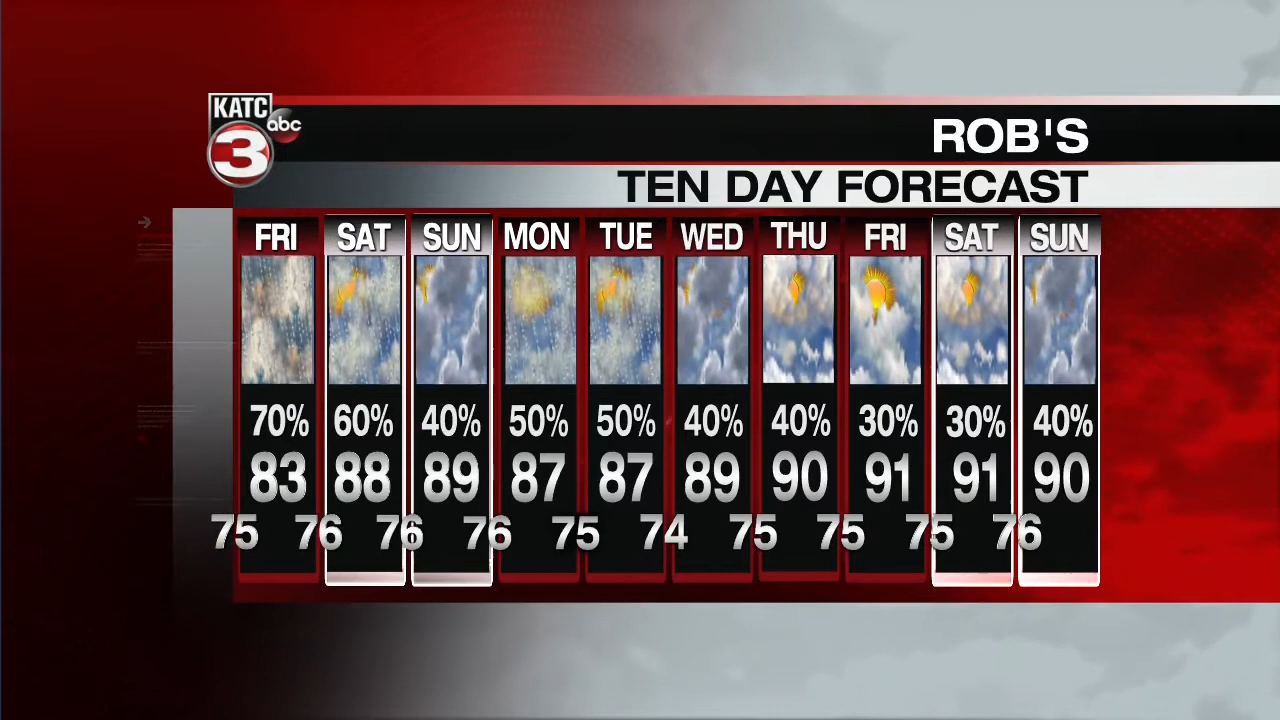 KATC
abc
3
ROB'S
TEN DAY FORECAST
FRI SAT SUN MON TUE WED THU FRI SAT SUN
70% 60% 40% 50% 50% 40% 40% 30% 30% 40%
83 88 89 87 87 89 90 91 91 90
75 76 76 76 75 74 75 75 75 76